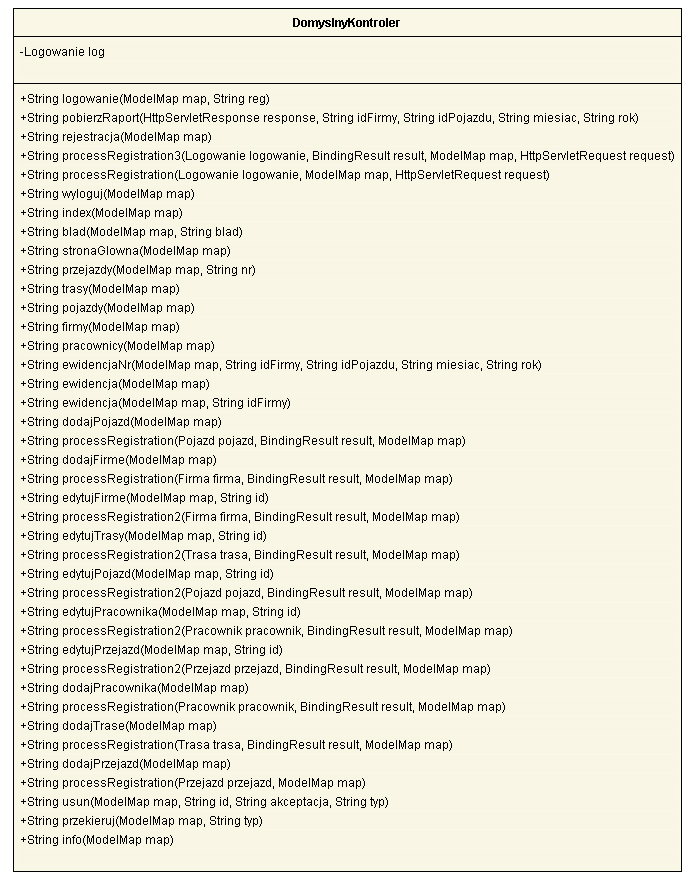 DomyslnyKontroler
-Logowanie log
+String logowanie(ModelMap map, String reg)
+String pobierzRaport(HttpServletResponse response, String idFirmy, String idPojazdu, String miesiac, String rok)
+String rejestracja(ModelMap map)
+String processRegistration3(Logowanie logowanie, BindingResult result, ModelMap map, HttpServletRequest request)
+String processRegistration(Logowanie logowanie, ModelMap map, HttpServletRequest request)
+String wyloguj(ModelMap map)
+String index(ModelMap map)
+String blad(ModelMap map, String blad)
+String stronaGlowna(ModelMap map)
+String przejazdy(ModelMap map, String nr)
+String trasy(ModelMap map)
+String pojazdy(ModelMap map)
+String firmy(ModelMap map)
+String pracownicy(ModelMap map)
+String ewidencjaNr(ModelMap map, String idFirmy, String idPojazdu, String miesiac, String rok)
+String ewidencja(ModelMap map)
+String ewidencja(ModelMap map, String idFirmy)
+String dodajPojazd(ModelMap map)
+String processRegistration(Pojazd pojazd, BindingResult result, ModelMap map)
+String dodajFirme(ModelMap map)
+String processRegistration(Firma firma, BindingResult result, ModelMap map)
+String edytujFirme(ModelMap map, String id)
+String processRegistration2(Firma firma, BindingResult result, ModelMap map)
+String edytujTrasy(ModelMap map, String id)
+String processRegistration2(Trasa trasa, BindingResult result, ModelMap map)
+String edytujPojazd(ModelMap map, String id)
+String processRegistration2(Pojazd pojazd, BindingResult result, ModelMap map)
+String edytujPracownika(ModelMap map, String id)
+String processRegistration2(Pracownik pracownik, BindingResult result, ModelMap map)
+String edytujPrzejazd(ModelMap map, String id)
+String processRegistration2(Przejazd przejazd, BindingResult result, ModelMap map)
+String dodajPracownika(ModelMap map)
+String processRegistration(Pracownik pracownik, BindingResult result, ModelMap map)
+String dodajTrase(ModelMap map)
+String processRegistration(Trasa trasa, BindingResult result, ModelMap map)
+String dodajPrzejazd(ModelMap map)
+String processRegistration(Przejazd przejazd, ModelMap map)
+String usun(ModelMap map, String id, String akceptacja, String typ)
+String przekieruj(ModelMap map, String typ)
+String info(ModelMap map)